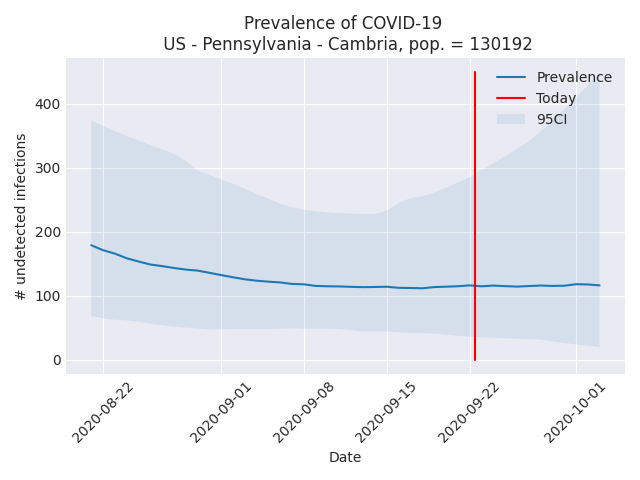 Prevalence of COVID-19
US - Pennsylvania - Cambria, pop. = 130192
Prevalence
Today
95CI
# undetected infections
400
300
200
100
0
2020-08-22
2020-09-01
2020-09-08
2020-09-15
2020-09-22
2020-10-01
Date